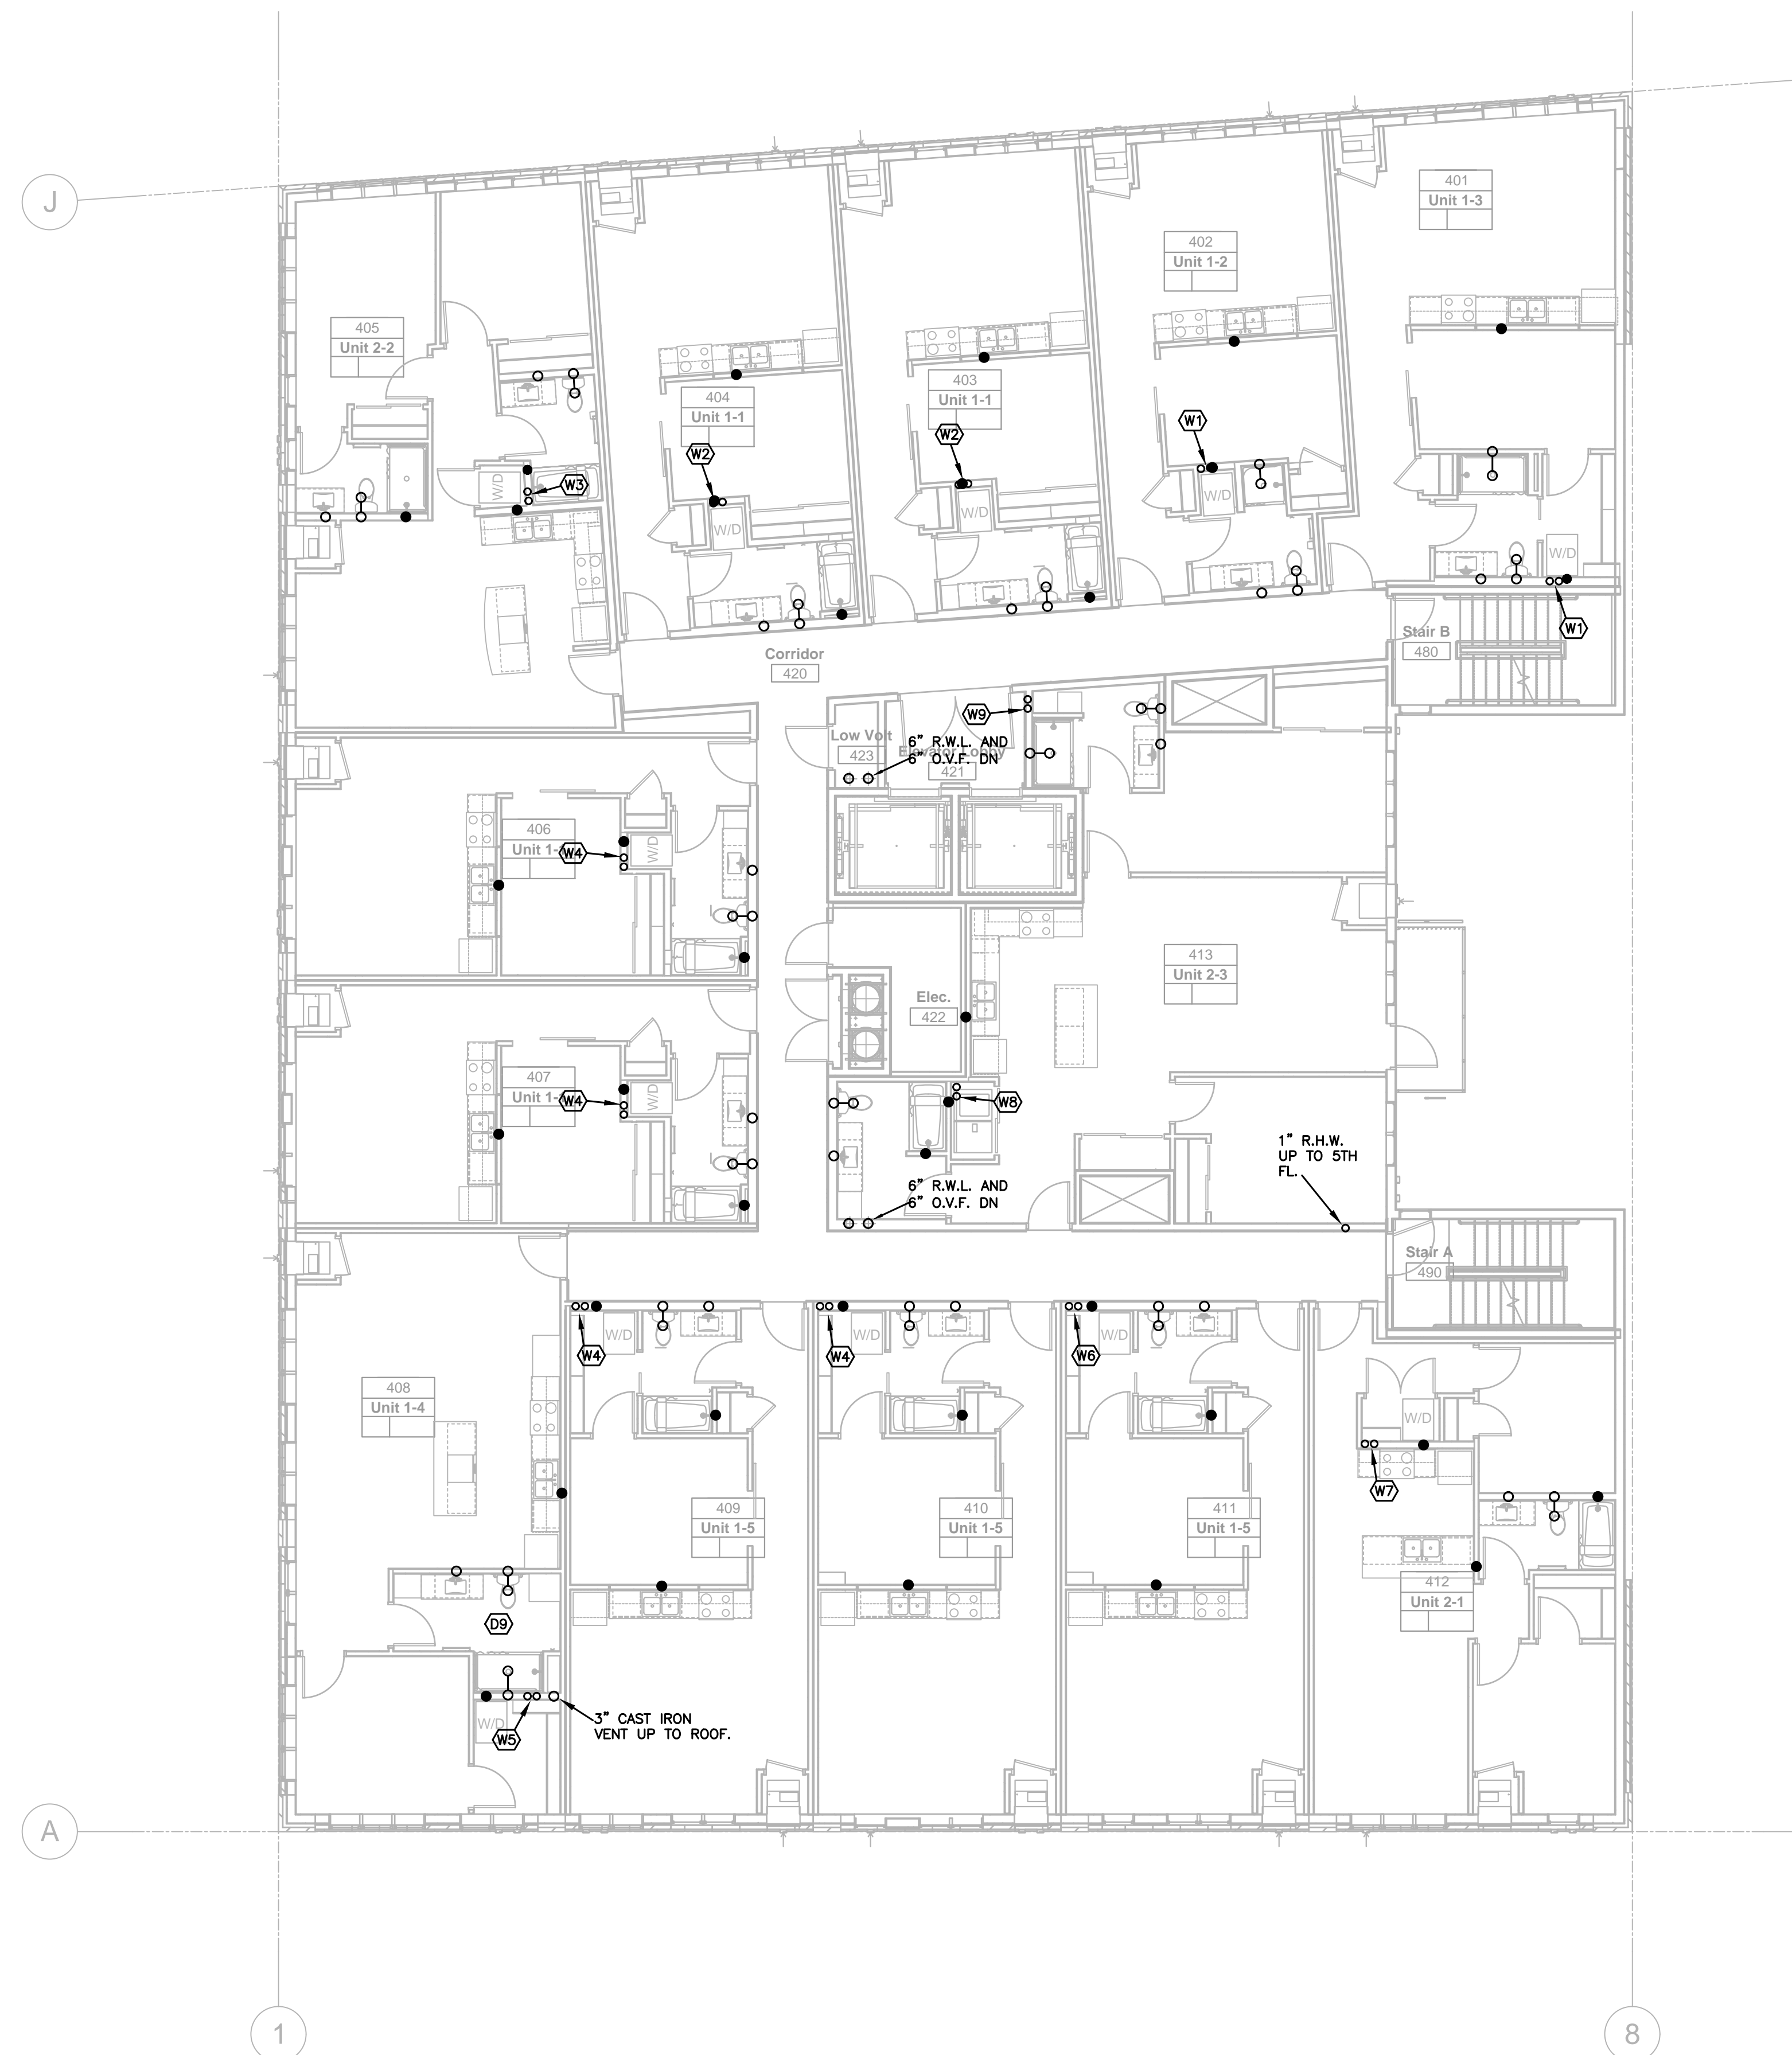 J
401
Unit 1-3
402
Unit 1-2
405
Unit 2-2
403
Unit 1-1
404
Unit 1-1
W1
W2
W2
W3
W/D
W/D
W/D
W/D
W/D
W1
Stair B
480
Corridor
420
W9
Low Volt
423
6" R.W.L. AND
6" O.V.F. DN
Elevator Lobby
421
406
Unit 1-
W4
W/D
413
Unit 2-3
Elec.
422
407
Unit 1-
W4
W/D
W8
1" R.H.W.
UP TO 5TH
FL.
6" R.W.L. AND
6" O.V.F. DN
Stair A
490
W/D
W/D
W/D
W4
W4
W6
408
Unit 1-4
W/D
W7
409
Unit 1-5
410
Unit 1-5
411
Unit 1-5
412
Unit 2-1
D9
3" CAST IRON
VENT UP TO ROOF.
W/D
W5
A
1
8